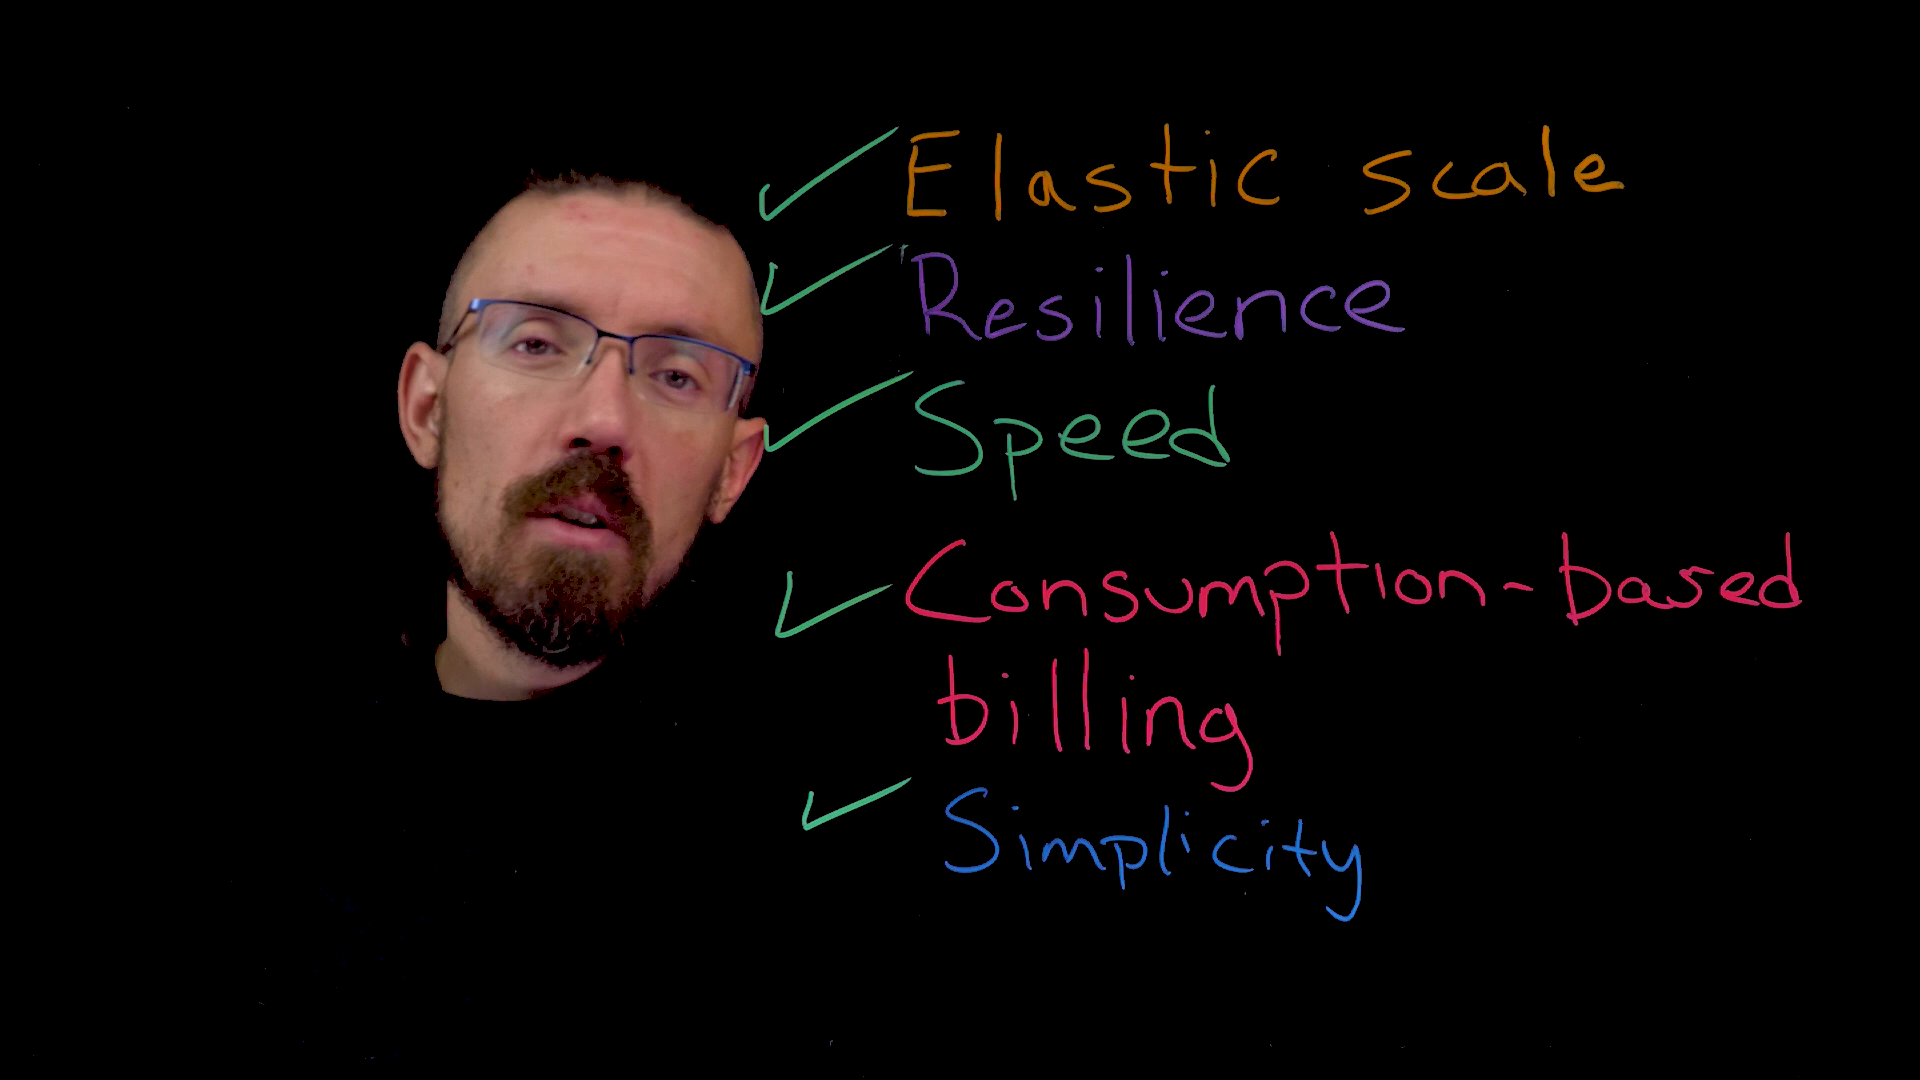 Elastic scale
Resilience
Speed
Consumption-based
billing
Simplicity